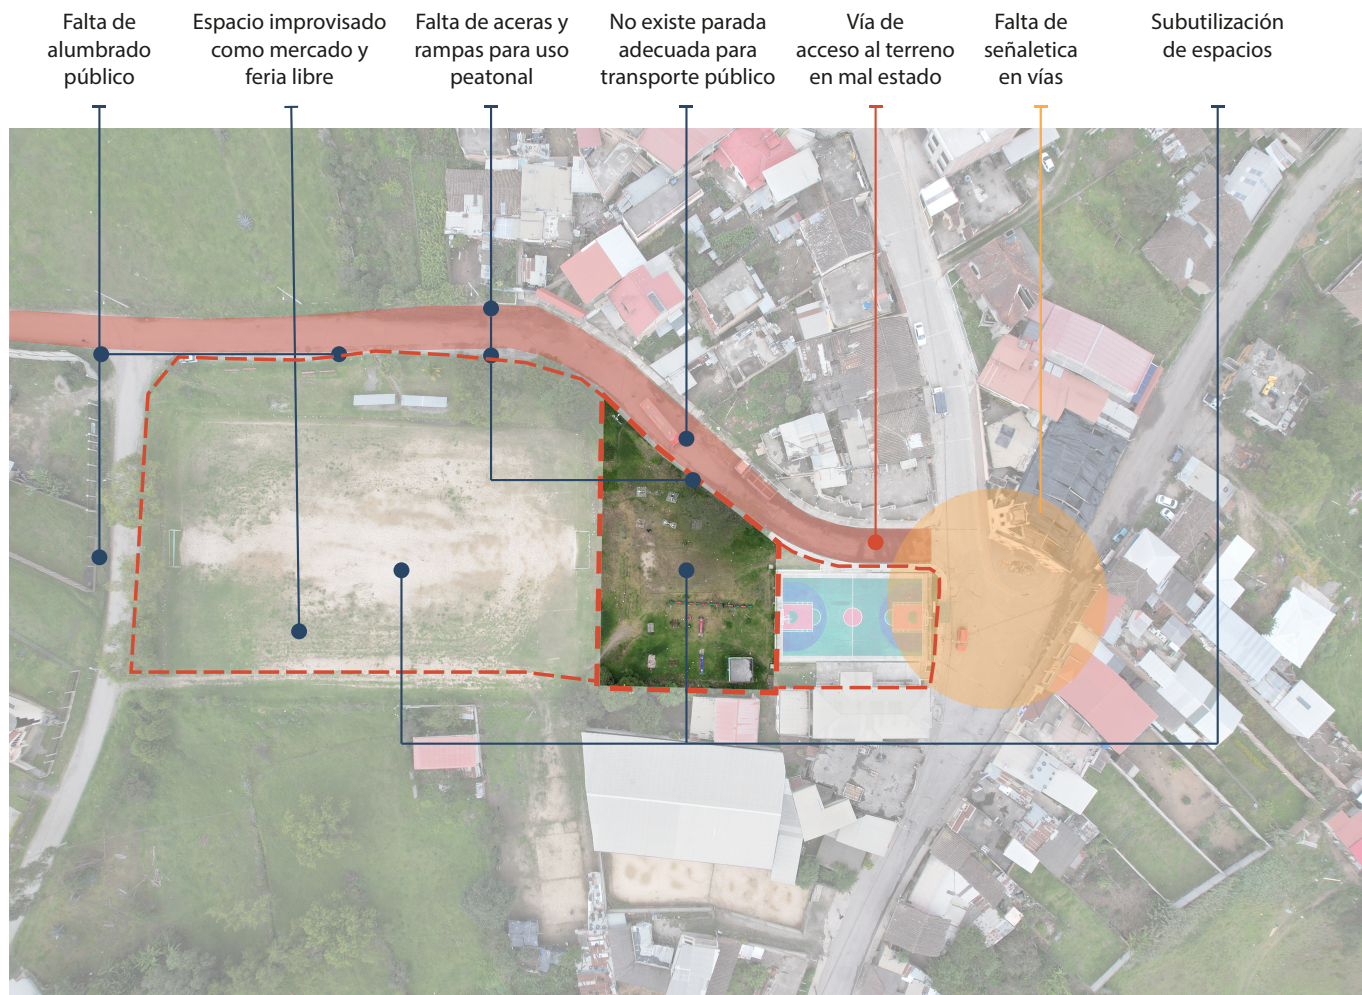 Falta de
alumbrado
público
Espacio improvisado
como mercado y
feria libre
Falta de aceras y
rampas para uso
peatonal
No existe parada
adecuada para
transporte público
Vía de
acceso al terreno
en mal estado
Falta de
señaletica
en vías
Subutilización
de espacios